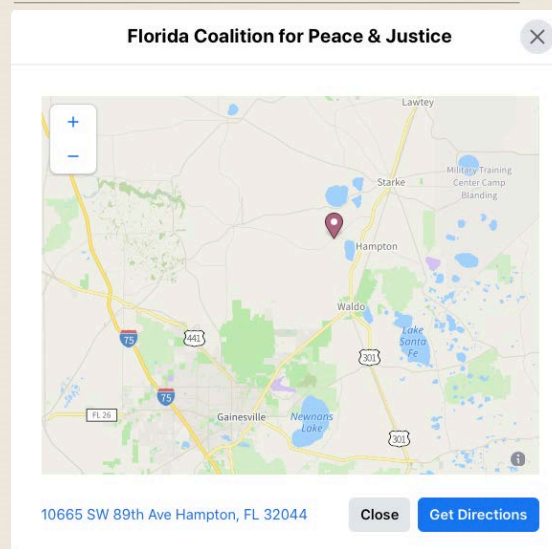 Florida Coalition for Peace & Justice
×
+
−
Lawtey
Military Training
Center Camp
Blanding
Starke
Hampton
Waldo
Lake
Santa
Fe
441
75
301
75
FL 26
Gainesville
Newnans
Lake
301
i
10665 SW 89th Ave Hampton, FL 32044
Close
Get Directions